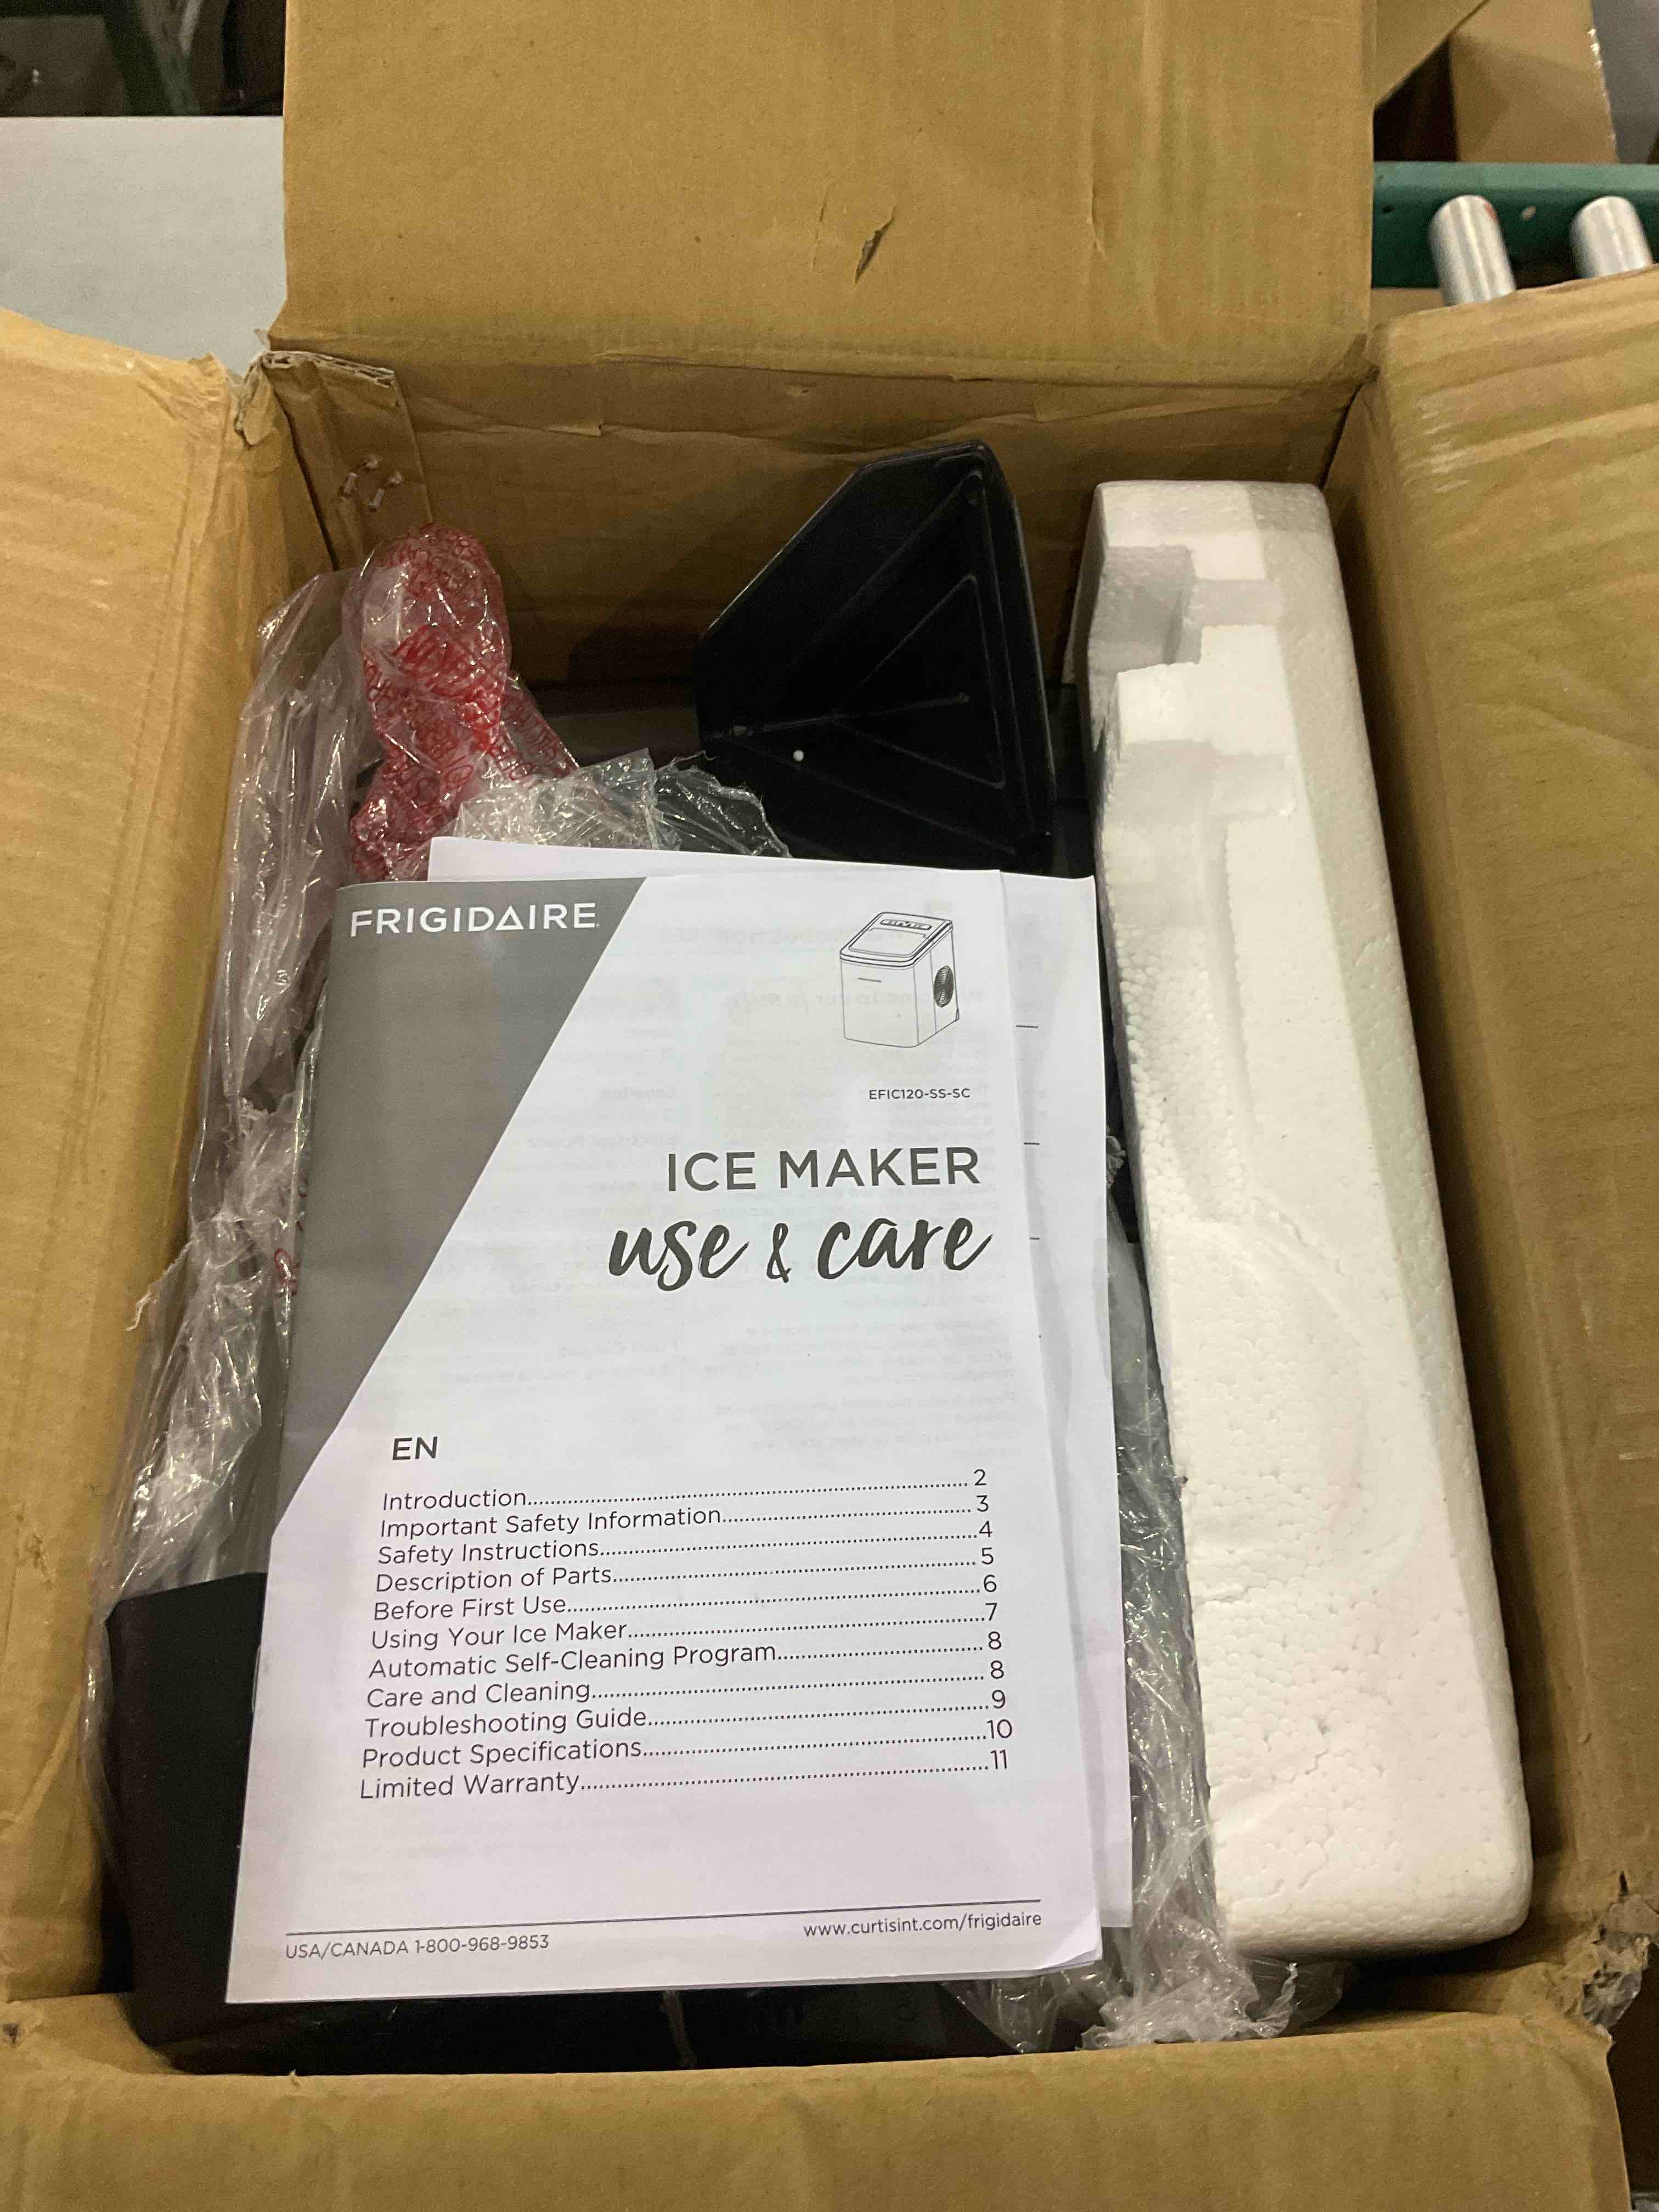 FRIGIDAIRE
EFIC120-SS-SC
ICE MAKER
use & care
EN
Introduction.......... 2
Important Safety Information.......... 3
Safety Instructions..........4
Description of Parts.......... 5
Before First Use..........6
Using Your Ice Maker..........7
Automatic Self-Cleaning Program.......... 8
Care and Cleaning.......... 8
Troubleshooting Guide..........9
Product Specifications..........10
Limited Warranty..........11
USA/CANADA 1-800-968-9853
www.curtisint.com/frigidaire